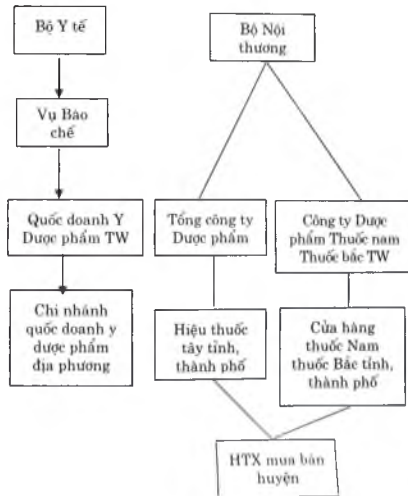 Bộ Y tế
Vụ Bào
chế
Quốc doanh Y
Dược phẩm TW
Chi nhánh
quốc doanh y
dược phẩm
địa phương
Bộ Nội
thương
Tổng công ty
Dược phẩm
Công ty Dược
phẩm Thuốc nam
Thuốc bắc TW
Hiệu thuốc
tây tỉnh,
thành phố
Cửa hàng
thuốc Nam
thuốc Bắc tỉnh,
thành phố
HTX mua bán
huyện